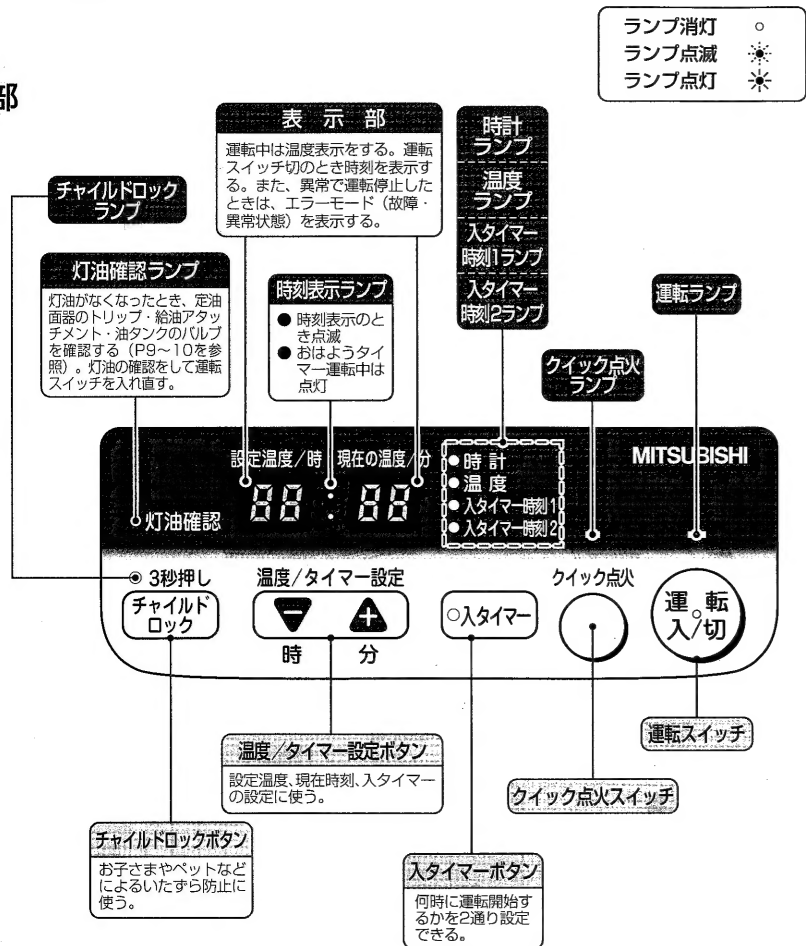 ランプ消灯
ランプ点滅
ランプ点灯
部
表示部
運転中は温度表示をする。運転
スイッチ切のとき時刻を表示す
る。また、異常で運転停止した
ときは、エラーモード（故障・
異常状態）を表示する。
時計
ランプ
温度
ランプ
入タイマー
時刻1ランプ
入タイマー
時刻2ランプ
チャイルドロック
ランプ
灯油確認ランプ
灯油がなくなったとき、定油
面器のトリップ・給油アタッ
チメント・油タンクのバルブ
を確認する（P9～10を参
照）。灯油の確認をして運転
スイッチを入れ直す。
時刻表示ランプ
● 時刻表示のと
き点滅
● おはようタイ
マー運転中は
点灯
運転ランプ
クイック点火
ランプ
設定温度/時 現在の温度/分
88:88
● 時計
● 温度
● 入タイマー時刻1
● 入タイマー時刻2
MITSUBISHI
灯油確認
3秒押し
チャイルド
ロック
温度/タイマー設定
− +
時 分
入タイマー
クイック点火
運転
入/切
温度/タイマー設定ボタン
設定温度、現在時刻、入タイマー
の設定に使う。
運転スイッチ
クイック点火スイッチ
チャイルドロックボタン
お子さまやペットなど
によるいたずら防止に
使う。
入タイマーボタン
何時に運転開始す
るかを2通り設定
できる。